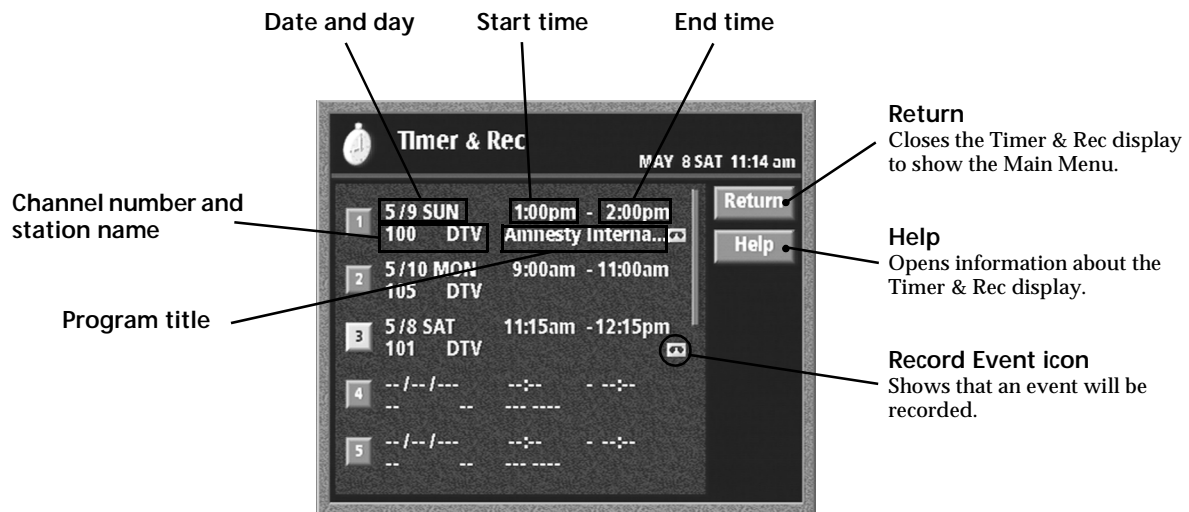 Date and day
Start time
End time
Timer & Rec
MAY 8 SAT 11:14 am
Return
Closes the Timer & Rec display
to show the Main Menu.
Channel number and
station name
1 5/9 SUN 1:00pm - 2:00pm
100 DTV Amnesty Interna...
Return
Help
Help
Opens information about the
Timer & Rec display.
2 5/10 MON 9:00am - 11:00am
105 DTV
Program title
3 5/8 SAT 11:15am - 12:15pm
101 DTV
Record Event icon
Shows that an event will be
recorded.
4 --/--/--- --:-- - --:--
-- -- --- ----
5 --/--/--- --:-- - --:--
-- -- --- ----